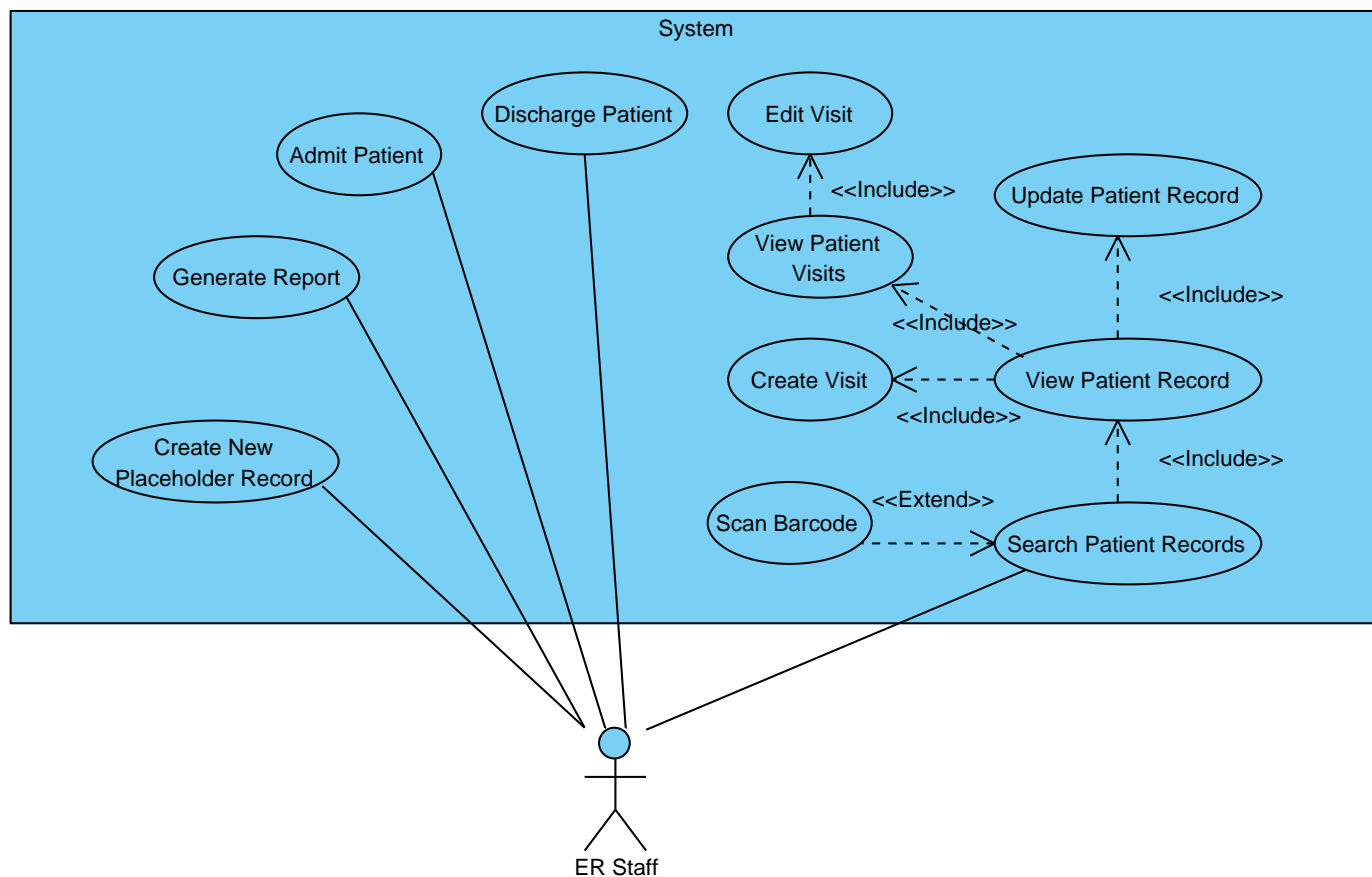 System
Discharge Patient
Edit Visit
Admit Patient
<<Include>>
Update Patient Record
View Patient
Visits
Generate Report
<<Include>>
<<Include>>
Create Visit
View Patient Record
<<Include>>
Create New
Placeholder Record
<<Include>>
<<Extend>>
Scan Barcode
Search Patient Records
ER Staff